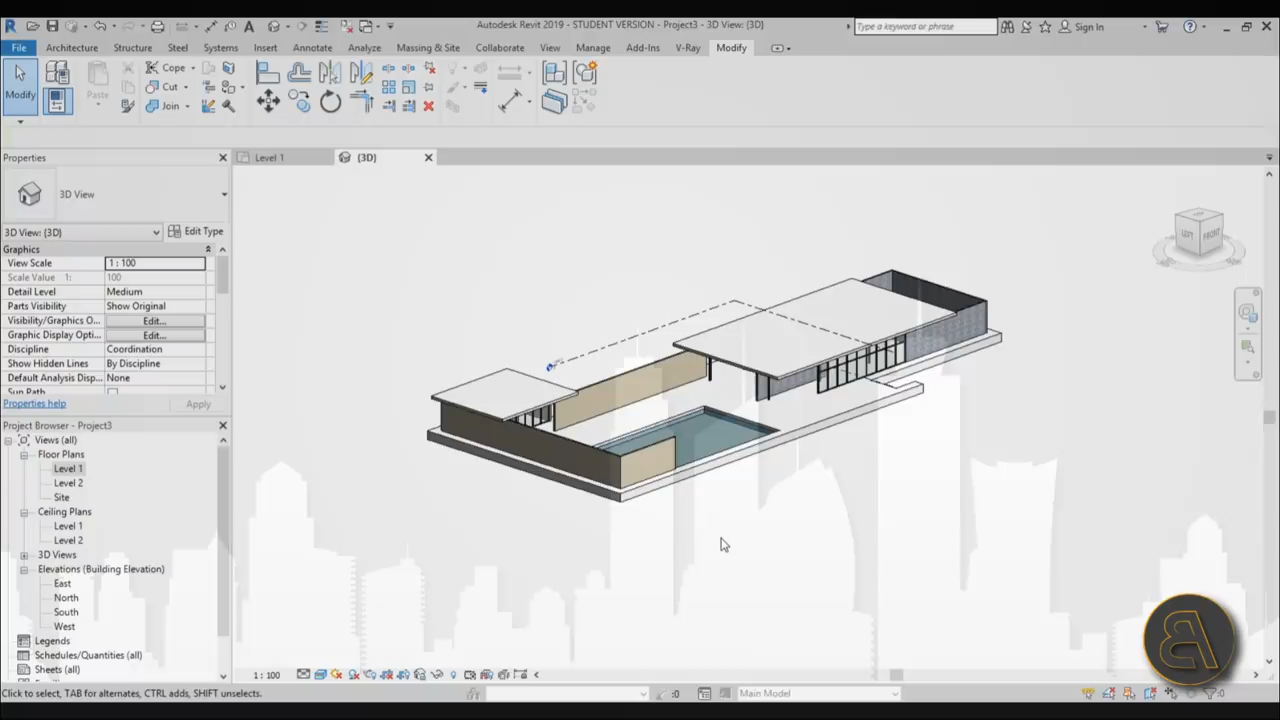 Autodesk Revit 2019 - STUDENT VERSION - Project3 - 3D View: {3D}
Type a keyword or phrase
Sign In
File Architecture Structure Steel Systems Insert Annotate Analyze Massing & Site Collaborate View Manage Add-Ins V-Ray Modify
Modify
Paste
Cope
Cut
Join
Properties
Level 1
{3D}
3D View
3D View: {3D}
Edit Type
Graphics
View Scale 1 : 100
Scale Value 1: 100
Detail Level Medium
Parts Visibility Show Original
Visibility/Graphics O... Edit...
Graphic Display Opti... Edit...
Discipline Coordination
Show Hidden Lines By Discipline
Default Analysis Disp... None
Sun Path
Properties help
Apply
LEFT
FRONT
Project Browser - Project3
Views (all)
Floor Plans
Level 1
Level 2
Site
Ceiling Plans
Level 1
Level 2
3D Views
Elevations (Building Elevation)
East
North
South
West
Legends
Schedules/Quantities (all)
Sheets (all)
1 : 100
Click to select, TAB for alternates, CTRL adds, SHIFT unselects.
:0
Main Model
:0